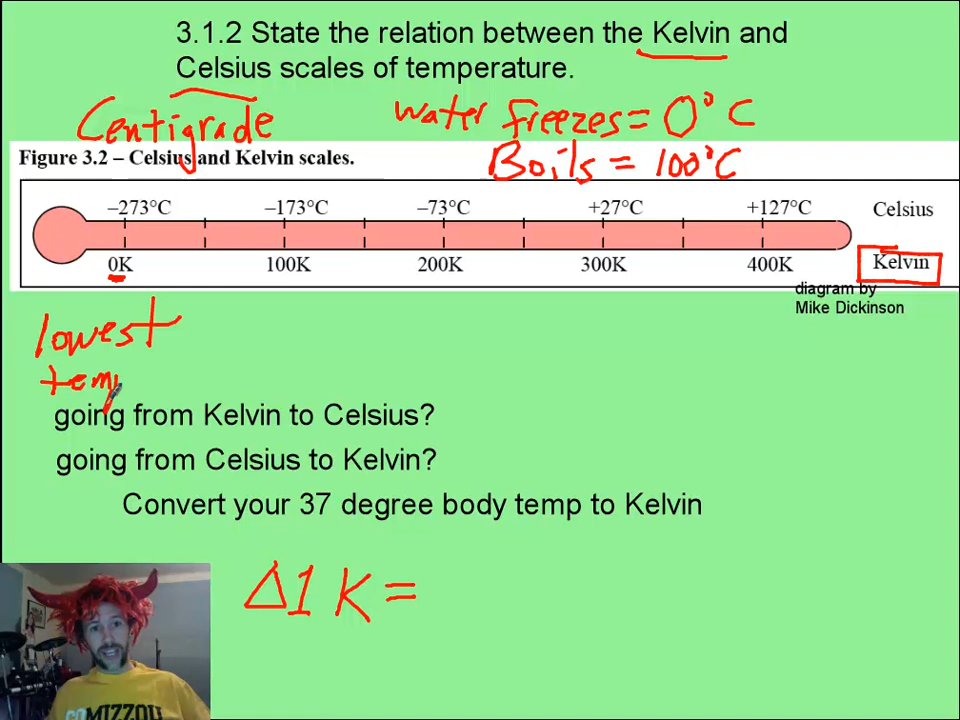 3.1.2 State the relation between the Kelvin and
Celsius scales of temperature.
Centigrade
water freezes = 0°C
Boils = 100°C
Figure 3.2 – Celsius and Kelvin scales.
–273°C –173°C –73°C +27°C +127°C Celsius
0K 100K 200K 300K 400K Kelvin
diagram by
Mike Dickinson
lowest
temp
going from Kelvin to Celsius?
going from Celsius to Kelvin?
Convert your 37 degree body temp to Kelvin
Δ1 K =
GOMIZZOU